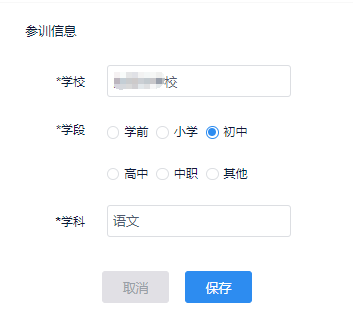 参训信息
*学校 校
*学段 学前 小学 初中
高中 中职 其他
*学科 语文
取消 保存